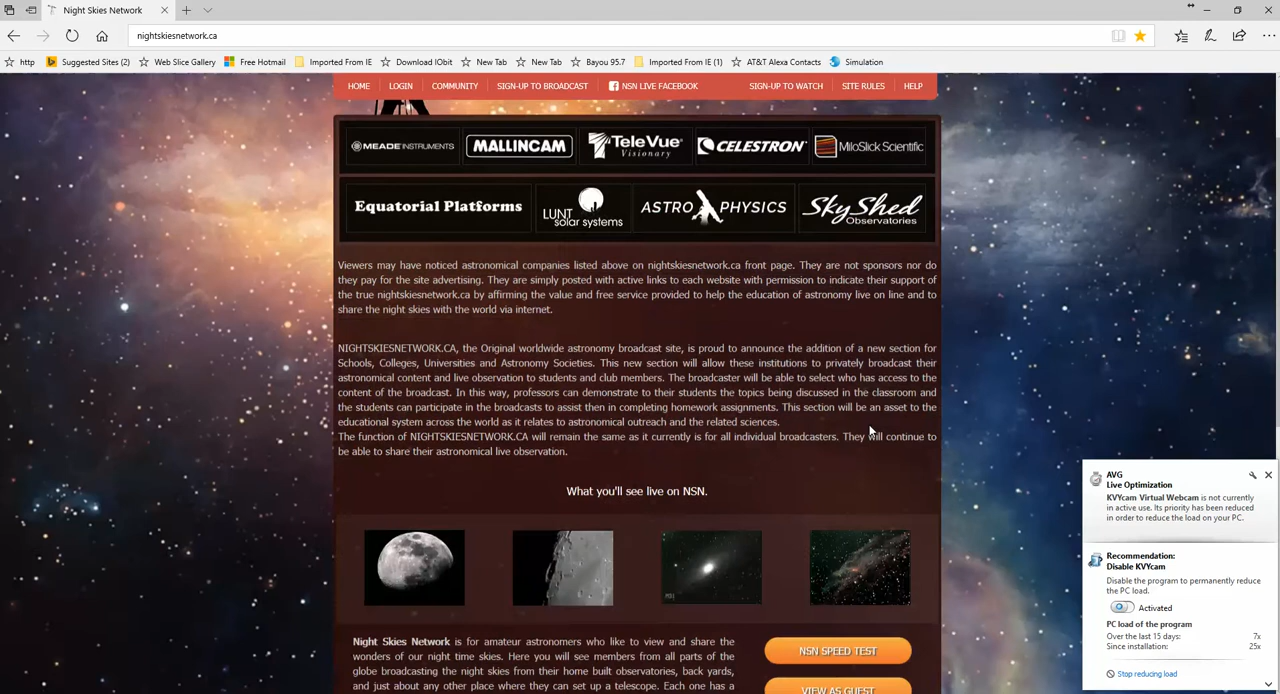 Night Skies Network
nightskiesnetwork.ca
http
Suggested Sites (2)
Web Slice Gallery
Free Hotmail
Imported From IE
Download IObit
New Tab
New Tab
Bayou 95.7
Imported From IE (1)
AT&T Alexa Contacts
Simulation
HOME
LOGIN
COMMUNITY
SIGN-UP TO BROADCAST
NSN LIVE FACEBOOK
SIGN-UP TO WATCH
SITE RULES
HELP
MEADE INSTRUMENTS
MALLINCAM
TeleVue
Visionary
CELESTRON
MiloSlick Scientific
Equatorial Platforms
LUNT
solar systems
ASTRO PHYSICS
SkyShed
Observatories
Viewers may have noticed astronomical companies listed above on nightskiesnetwork.ca front page. They are not sponsors nor do
they pay for the site advertising. They are simply posted with active links to each website with permission to indicate their support of
the true nightskiesnetwork.ca by affirming the value and free service provided to help the education of astronomy live on line and to
share the night skies with the world via internet.
NIGHTSKIESNETWORK.CA, the Original worldwide astronomy broadcast site, is proud to announce the addition of a new section for
Schools, Colleges, Universities and Astronomy Societies. This new section will allow these institutions to privately broadcast their
astronomical content and live observation to students and club members. The broadcaster will be able to select who has access to the
content of the broadcast. In this way, professors can demonstrate to their students the topics being discussed in the classroom and
the students can participate in the broadcasts to assist then in completing homework assignments. This section will be an asset to the
educational system across the world as it relates to astronomical outreach and the related sciences.
The function of NIGHTSKIESNETWORK.CA will remain the same as it currently is for all individual broadcasters. They will continue to
be able to share their astronomical live observation.
What you'll see live on NSN.
M31
Night Skies Network is for amateur astronomers who like to view and share the
wonders of our night time skies. Here you will see members from all parts of the
globe broadcasting the night skies from their home built observatories, back yards,
and just about any other place where they can set up a telescope. Each one has a
NSN SPEED TEST
VIEW AS GUEST
AVG
Live Optimization
KVYcam Virtual Webcam is not currently
in active use. Its priority has been reduced
in order to reduce the load on your PC.
Recommendation:
Disable KVYcam
Disable the program to permanently reduce
the PC load.
Activated
PC load of the program
Over the last 15 days: 7x
Since installation: 25x
Stop reducing load